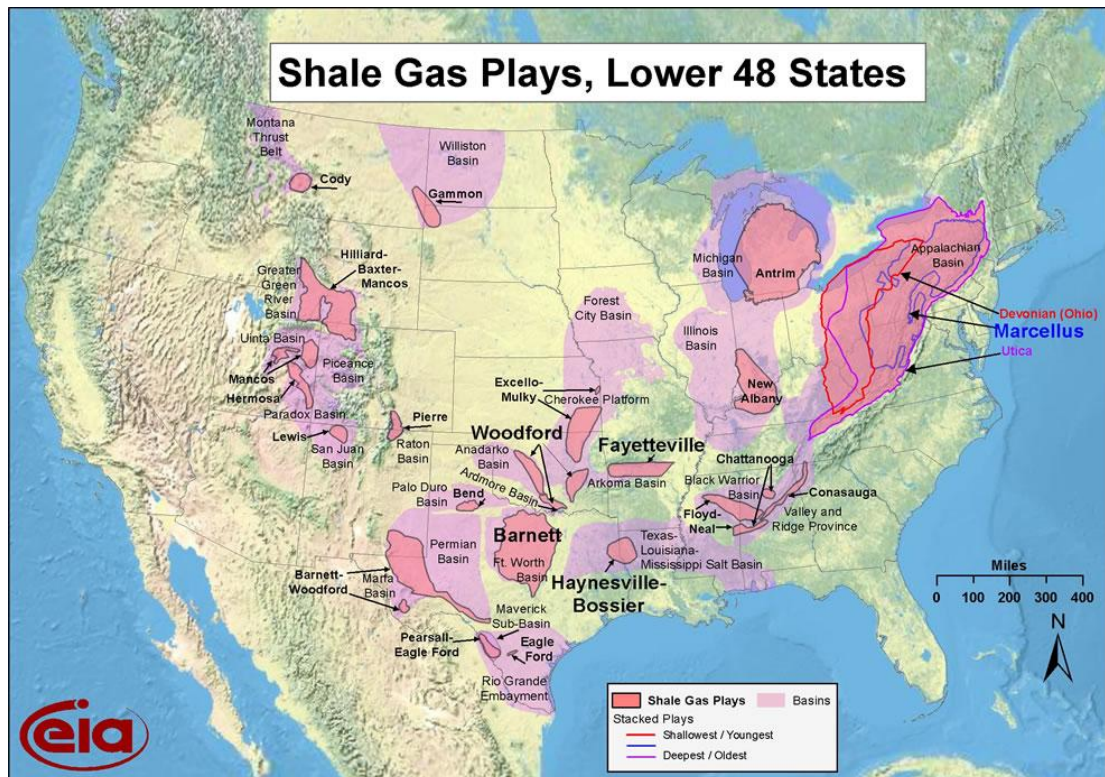 Shale Gas Plays, Lower 48 States
Montana
Thrust
Belt
Cody
Williston
Basin
Gammon
Hilliard-
Baxter-
Mancos
Greater
Green
River
Basin
Uinta Basin
Mancos
Piceance
Basin
Hermosa
Paradox Basin
Lewis
San Juan
Basin
Pierre
Raton
Basin
Michigan
Basin
Antrim
Appalachian
Basin
Devonian (Ohio)
Marcellus
Utica
Forest
City Basin
Illinois
Basin
New
Albany
Excello-
Mulky
Cherokee Platform
Woodford
Anadarko
Basin
Ardmore Basin
Fayetteville
Arkoma Basin
Chattanooga
Black Warrior
Basin
Conasauga
Floyd-
Neal
Valley and
Ridge Province
Palo Duro
Basin
Bend
Barnett
Ft. Worth
Basin
Permian
Basin
Barnett-
Woodford
Marfa
Basin
Texas-
Louisiana-
Mississippi Salt Basin
Haynesville-
Bossier
Maverick
Sub-Basin
Pearsall-
Eagle Ford
Eagle
Ford
Rio Grande
Embayment
Miles
0 100 200 300 400
N
Shale Gas Plays
Basins
Stacked Plays
Shallowest / Youngest
Deepest / Oldest
eia